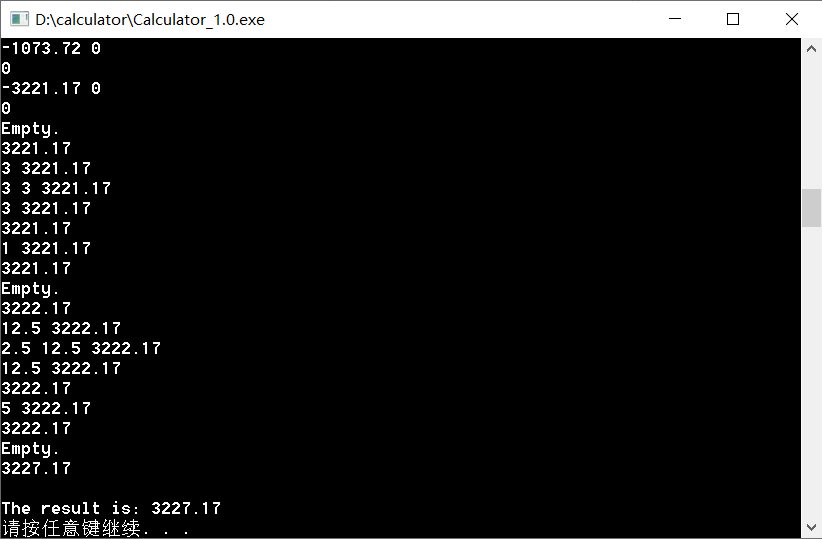 D:\calculator\Calculator_1.0.exe
-1073.72 0
0
-3221.17 0
0
Empty.
3221.17
3 3221.17
3 3 3221.17
3 3221.17
3221.17
1 3221.17
3221.17
Empty.
3222.17
12.5 3222.17
2.5 12.5 3222.17
12.5 3222.17
3222.17
5 3222.17
3222.17
Empty.
3227.17
The result is: 3227.17
请按任意键继续. . .